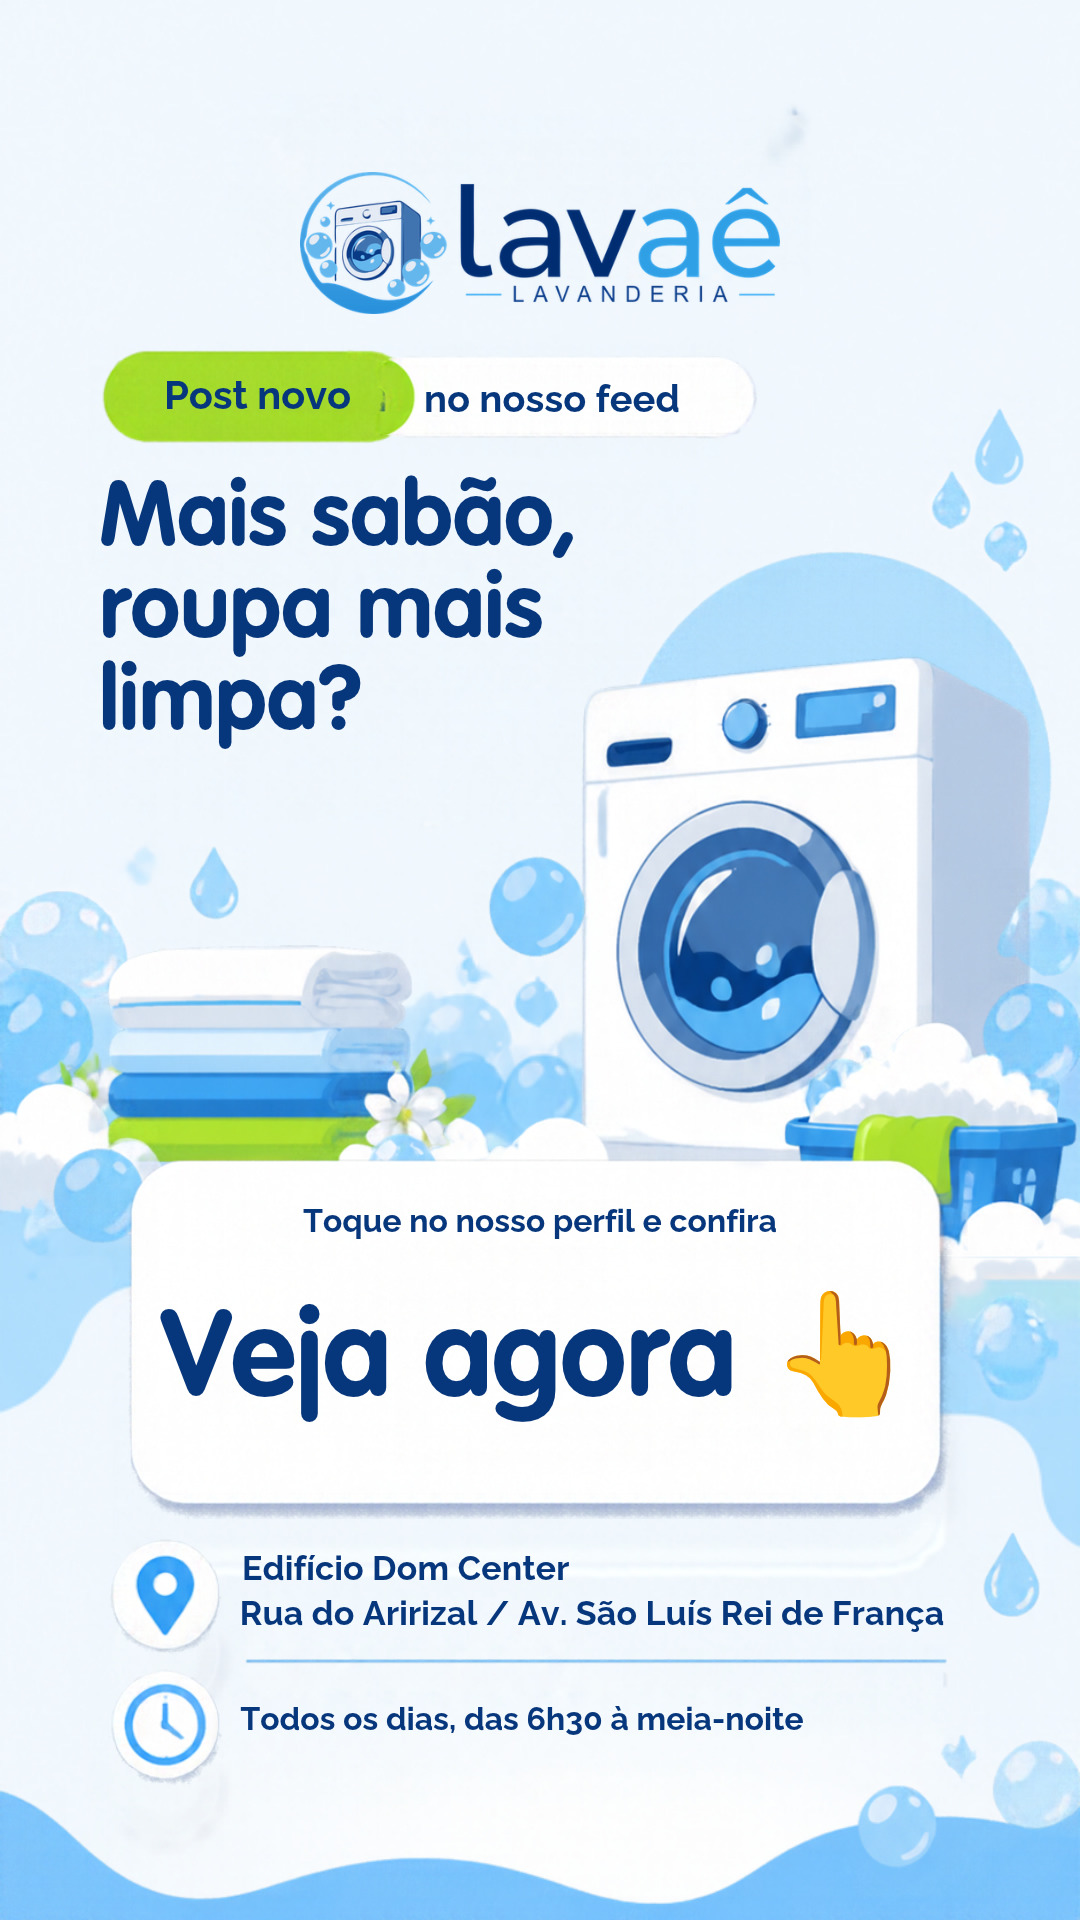 lavaê
LAVANDERIA
Post novo no nosso feed
Mais sabão,
roupa mais
limpa?
Toque no nosso perfil e confira
Veja agora 👆
Edifício Dom Center
Rua do Aririzal / Av. São Luís Rei de França
Todos os dias, das 6h30 à meia-noite